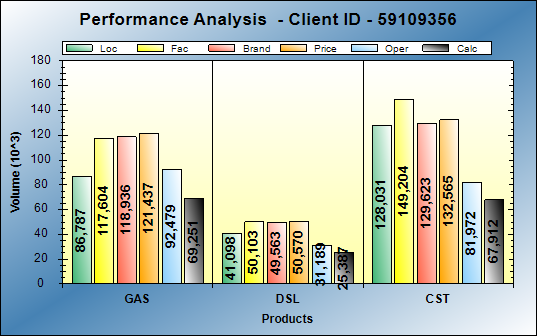 Performance Analysis - Client ID - 59109356
Loc Fac Brand Price Oper Calc
Volume (10^3)
180
160
140
120
100
80
60
40
20
0
86,787 117,604 118,936 121,437 92,479 69,251
41,098 50,103 49,563 50,570 31,189 25,387
128,031 149,204 129,623 132,565 81,972 67,912
GAS DSL CST
Products